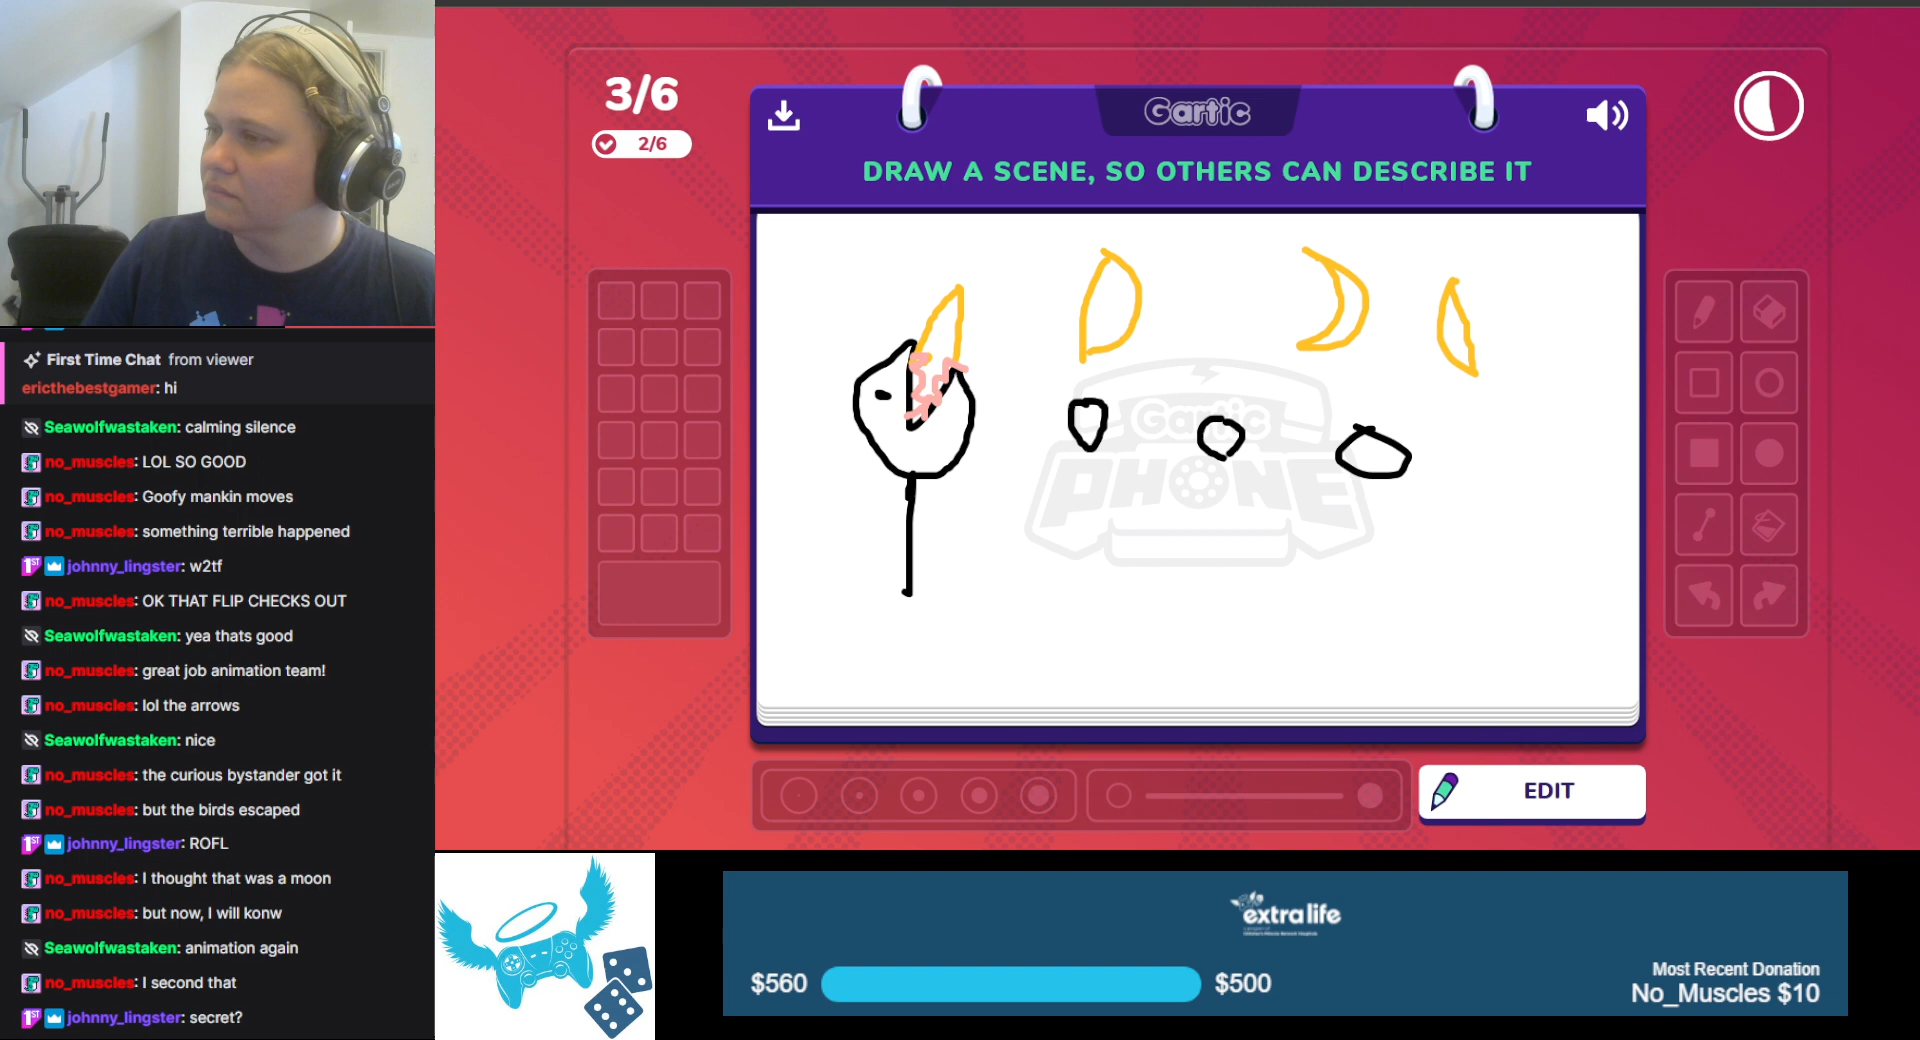 First Time Chat from viewer
ericthebestgamer: hi
Seawolfwastaken: calming silence
no_muscles: LOL SO GOOD
no_muscles: Goofy mankin moves
no_muscles: something terrible happened
1ST johnny_lingster: w2tf
no_muscles: OK THAT FLIP CHECKS OUT
Seawolfwastaken: yea thats good
no_muscles: great job animation team!
no_muscles: lol the arrows
Seawolfwastaken: nice
no_muscles: the curious bystander got it
no_muscles: but the birds escaped
1ST johnny_lingster: ROFL
no_muscles: I thought that was a moon
no_muscles: but now, I will konw
Seawolfwastaken: animation again
no_muscles: I second that
1ST johnny_lingster: secret?
3/6
2/6
Gartic
DRAW A SCENE, SO OTHERS CAN DESCRIBE IT
Gartic
PHONE
EDIT
extralife
$560
$500
Most Recent Donation
No_Muscles $10